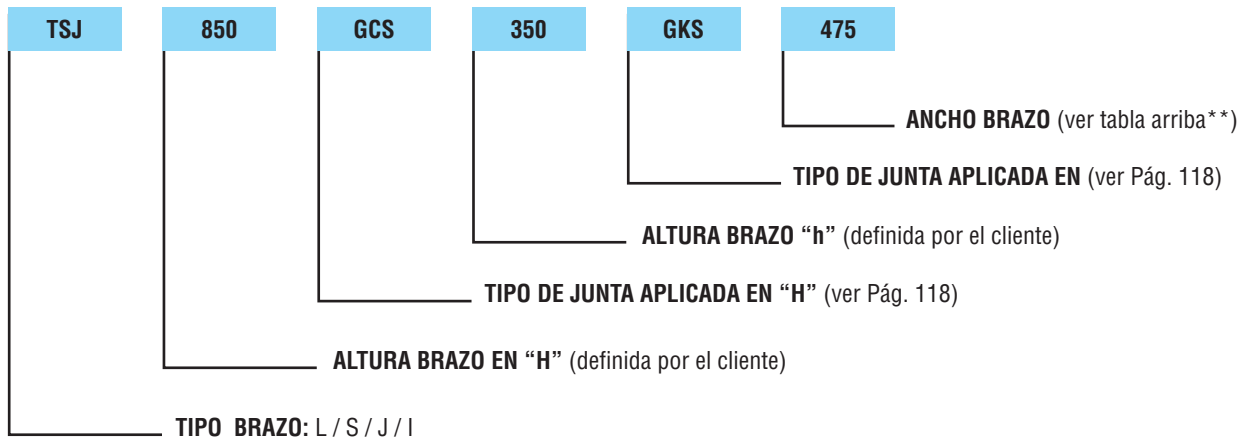 TSJ 850 GCS 350 GKS 475
ANCHO BRAZO (ver tabla arriba**)
TIPO DE JUNTA APLICADA EN (ver Pág. 118)
ALTURA BRAZO “h” (definida por el cliente)
TIPO DE JUNTA APLICADA EN “H” (ver Pág. 118)
ALTURA BRAZO EN “H” (definida por el cliente)
TIPO BRAZO: L / S / J / I